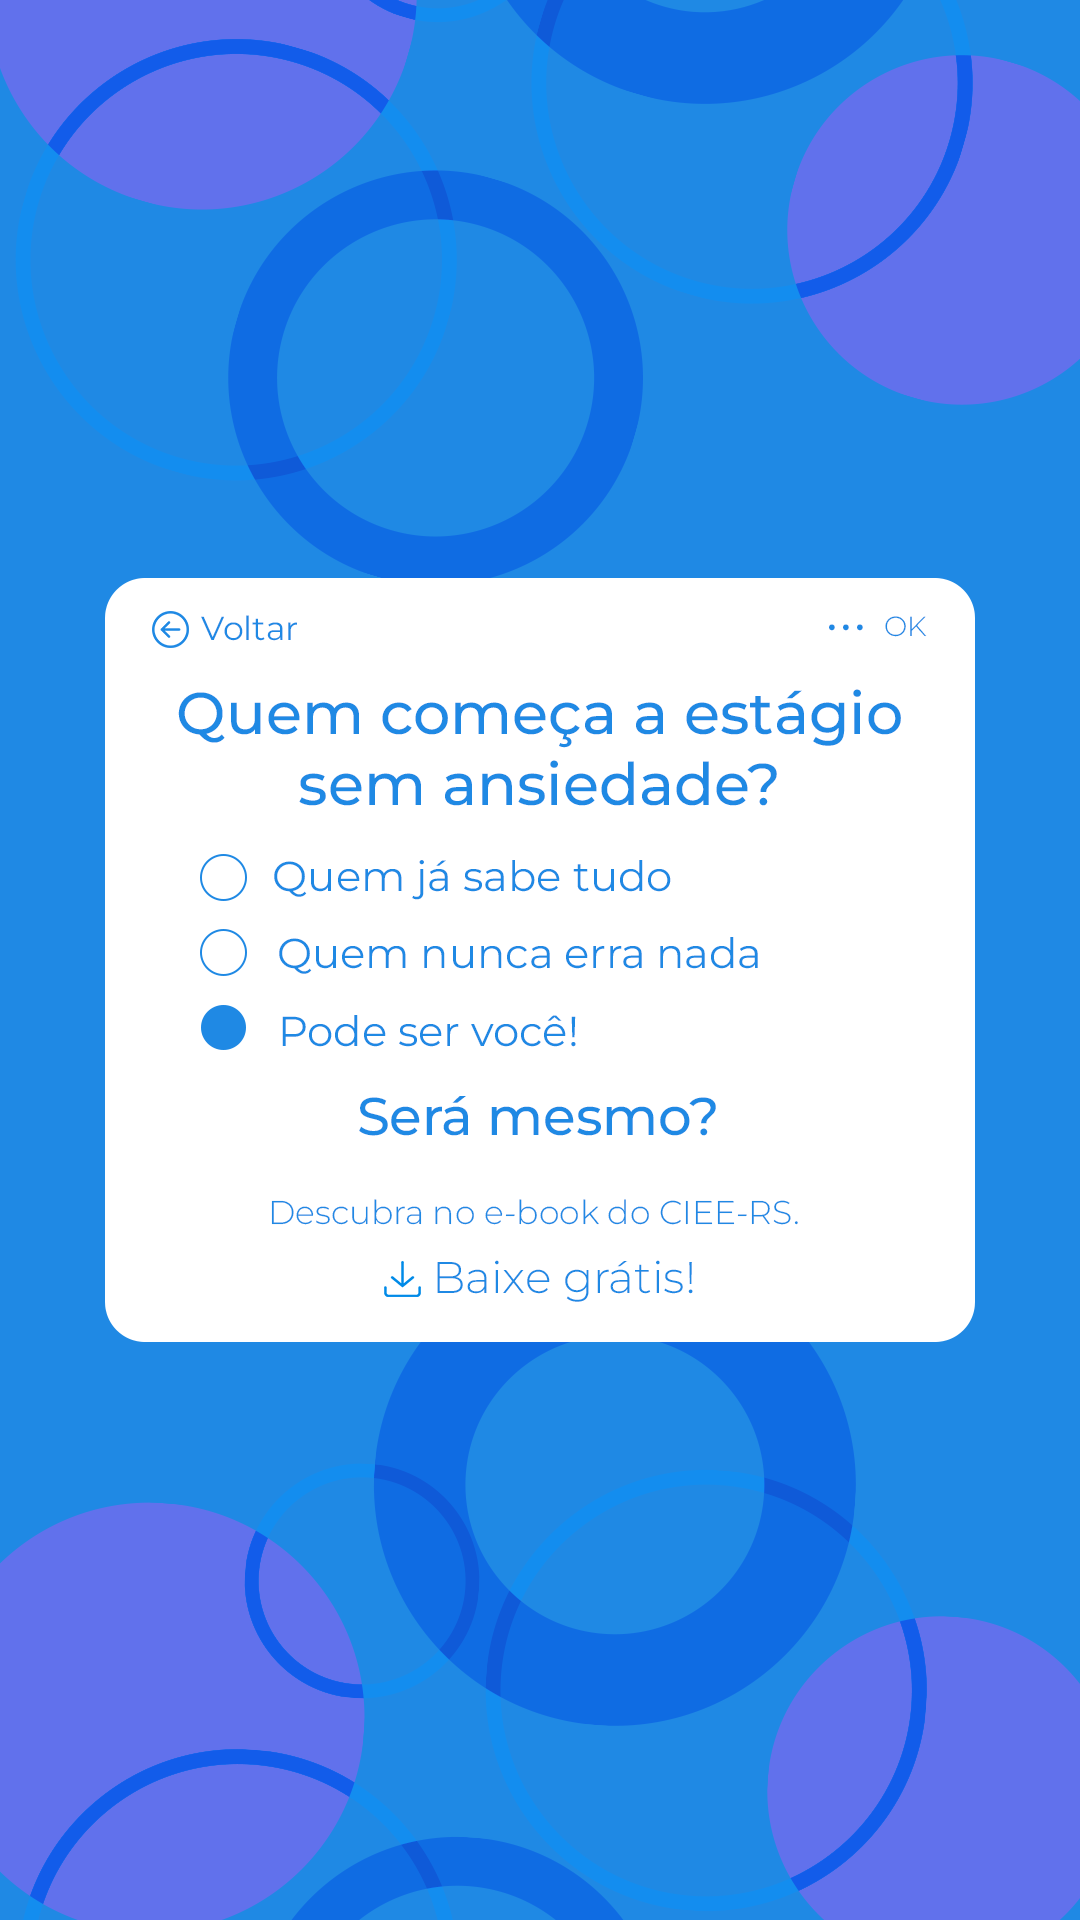 Voltar
... OK
Quem começa a estágio
sem ansiedade?
Quem já sabe tudo
Quem nunca erra nada
Pode ser você!
Será mesmo?
Descubra no e-book do CIEE-RS.
Baixe grátis!